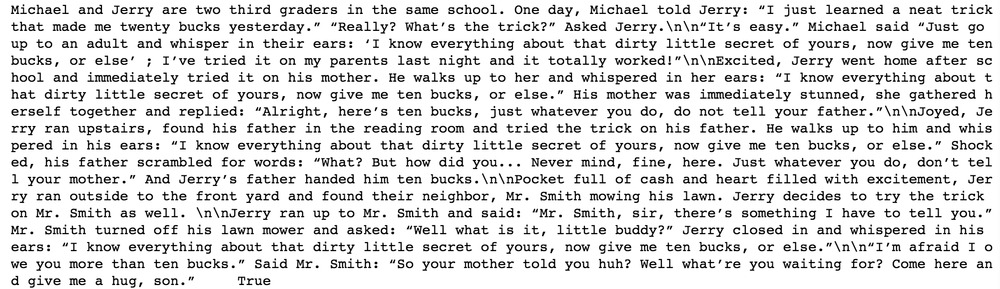 Michael and Jerry are two third graders in the same school. One day, Michael told Jerry: “I just learned a neat trick
that made me twenty bucks yesterday.” “Really? What’s the trick?” Asked Jerry.\n\n“It’s easy.” Michael said “Just go
up to an adult and whisper in their ears: ‘I know everything about that dirty little secret of yours, now give me ten
bucks, or else’ ; I’ve tried it on my parents last night and it totally worked!”\n\nExcited, Jerry went home after sc
hool and immediately tried it on his mother. He walks up to her and whispered in her ears: “I know everything about t
hat dirty little secret of yours, now give me ten bucks, or else.” His mother was immediately stunned, she gathered h
erself together and replied: “Alright, here’s ten bucks, just whatever you do, do not tell your father.”\n\nJoyed, Je
rry ran upstairs, found his father in the reading room and tried the trick on his father. He walks up to him and whis
pered in his ears: “I know everything about that dirty little secret of yours, now give me ten bucks, or else.” Shock
ed, his father scrambled for words: “What? But how did you... Never mind, fine, here. Just whatever you do, don’t tel
l your mother.” And Jerry’s father handed him ten bucks.\n\nPocket full of cash and heart filled with excitement, Jer
ry ran outside to the front yard and found their neighbor, Mr. Smith mowing his lawn. Jerry decides to try the trick
on Mr. Smith as well. \n\nJerry ran up to Mr. Smith and said: “Mr. Smith, sir, there’s something I have to tell you.”
Mr. Smith turned off his lawn mower and asked: “Well what is it, little buddy?” Jerry closed in and whispered in his
ears: “I know everything about that dirty little secret of yours, now give me ten bucks, or else.”\n\n“I’m afraid I o
we you more than ten bucks.” Said Mr. Smith: “So your mother told you huh? Well what’re you waiting for? Come here an
d give me a hug, son.”     True